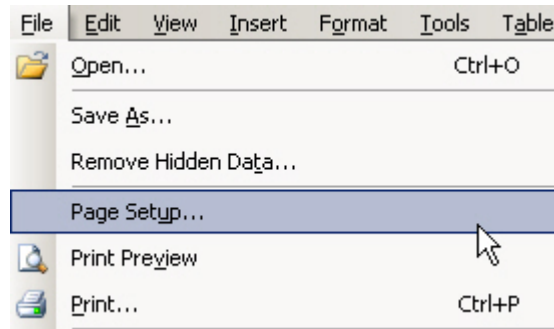 File Edit View Insert Format Tools Table
Open... Ctrl+O
Save As...
Remove Hidden Data...
Page Setup...
Print Preview
Print... Ctrl+P